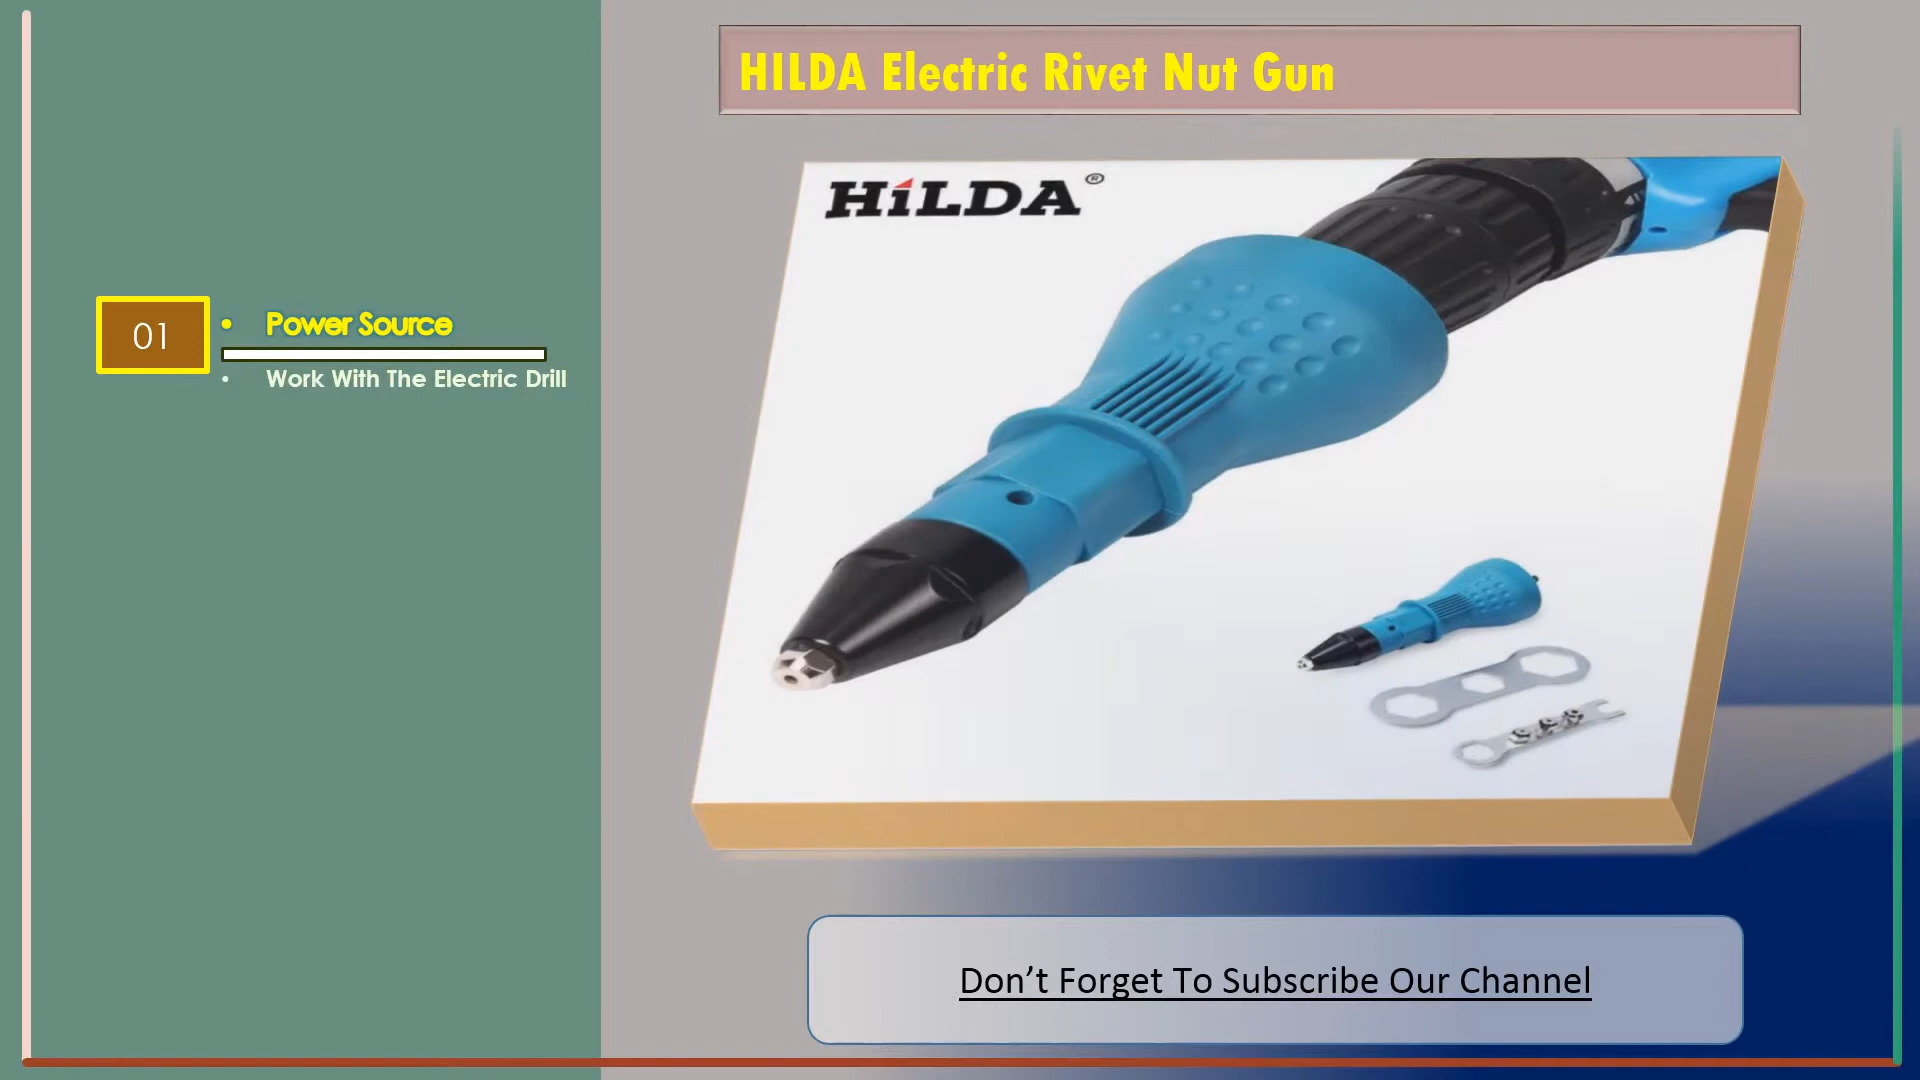 HILDA Electric Rivet Nut Gun
HiLDA®
01
• Power Source
• Work With The Electric Drill
Don’t Forget To Subscribe Our Channel